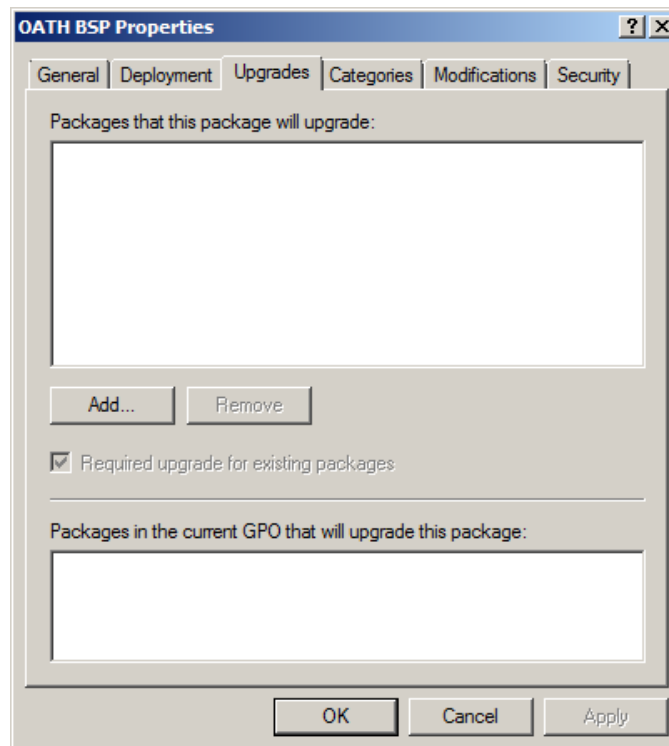 OATH BSP Properties
General Deployment Upgrades Categories Modifications Security
Packages that this package will upgrade:
Add... Remove
Required upgrade for existing packages
Packages in the current GPO that will upgrade this package:
OK Cancel Apply